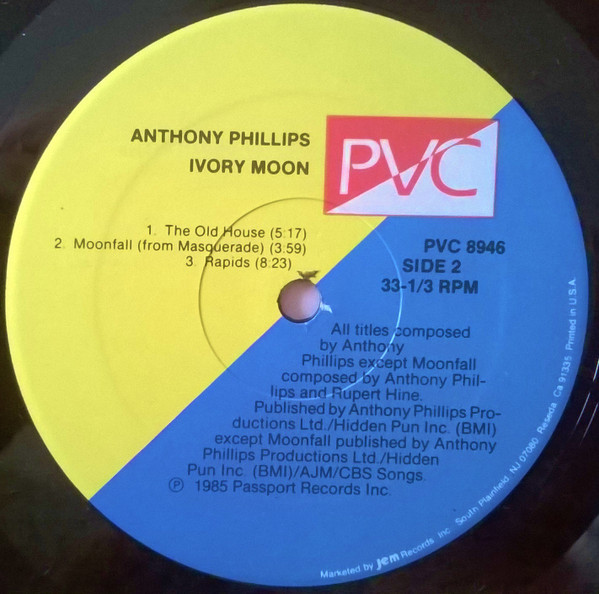 ANTHONY PHILLIPS
IVORY MOON
PVC
1. The Old House (5:17)
2. Moonfall (from Masquerade) (3:59)
3. Rapids (8:23)
PVC 8946
SIDE 2
33-1/3 RPM
All titles composed
by Anthony
Phillips except Moonfall
composed by Anthony Phil-
lips and Rupert Hine.
Published by Anthony Phillips Pro-
ductions Ltd./Hidden Pun Inc. (BMI)
except Moonfall published by Anthony
Phillips Productions Ltd./Hidden
Pun Inc. (BMI)/AJM/CBS Songs.
℗ 1985 Passport Records Inc.
Marketed by Jem Records Inc. South Plainfield, NJ 07080 Reseda, Ca 91335 Printed in U.S.A.